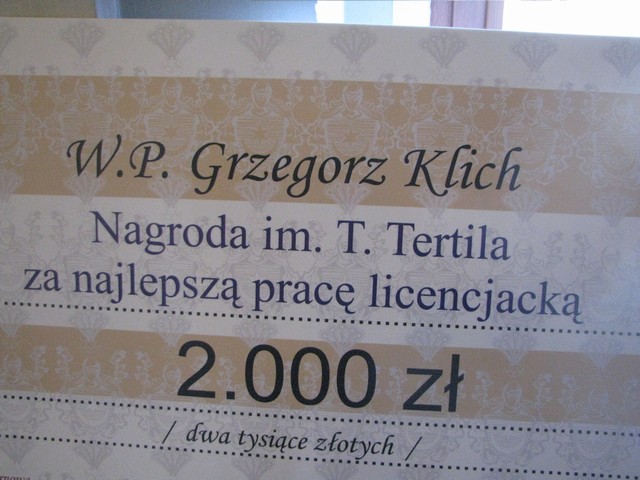 W.P. Grzegorz Klich
Nagroda im. T. Tertila
za najlepszą pracę licencjacką
2.000 zł
/ dwa tysiące złotych /